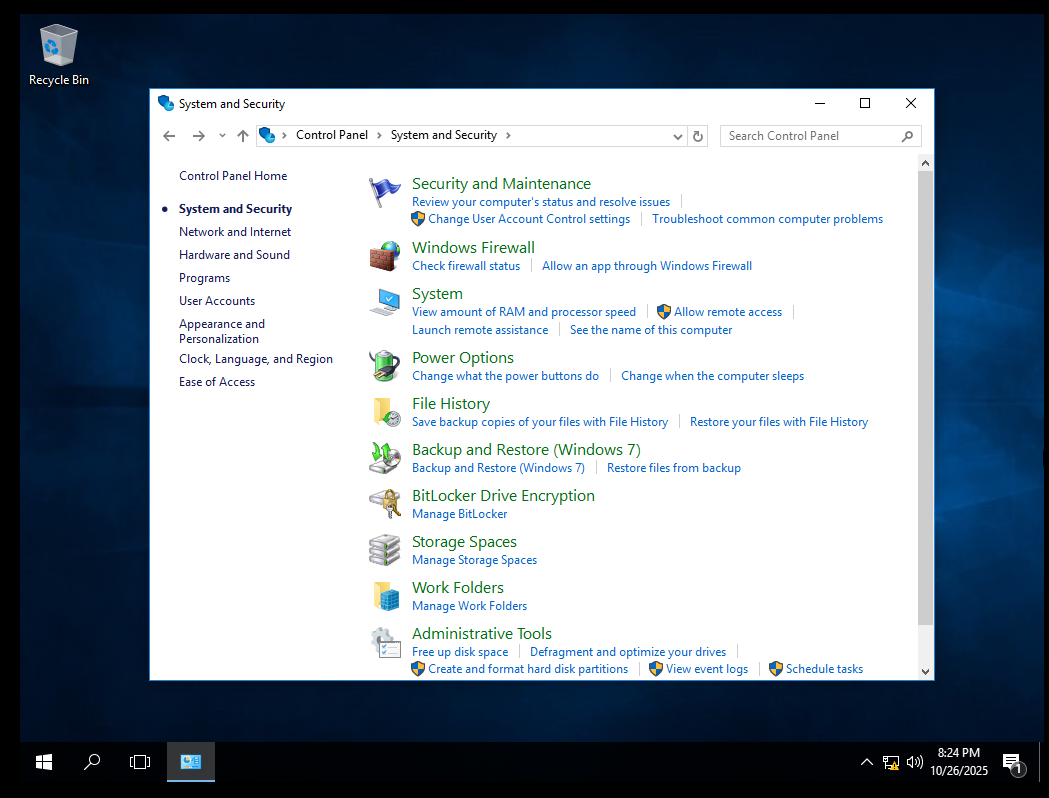 Recycle Bin
System and Security
Control Panel
System and Security
Search Control Panel
Control Panel Home
System and Security
Network and Internet
Hardware and Sound
Programs
User Accounts
Appearance and
Personalization
Clock, Language, and Region
Ease of Access
Security and Maintenance
Review your computer's status and resolve issues
Change User Account Control settings
Troubleshoot common computer problems
Windows Firewall
Check firewall status
Allow an app through Windows Firewall
System
View amount of RAM and processor speed
Allow remote access
Launch remote assistance
See the name of this computer
Power Options
Change what the power buttons do
Change when the computer sleeps
File History
Save backup copies of your files with File History
Restore your files with File History
Backup and Restore (Windows 7)
Backup and Restore (Windows 7)
Restore files from backup
BitLocker Drive Encryption
Manage BitLocker
Storage Spaces
Manage Storage Spaces
Work Folders
Manage Work Folders
Administrative Tools
Free up disk space
Defragment and optimize your drives
Create and format hard disk partitions
View event logs
Schedule tasks
8:24 PM
10/26/2025
1